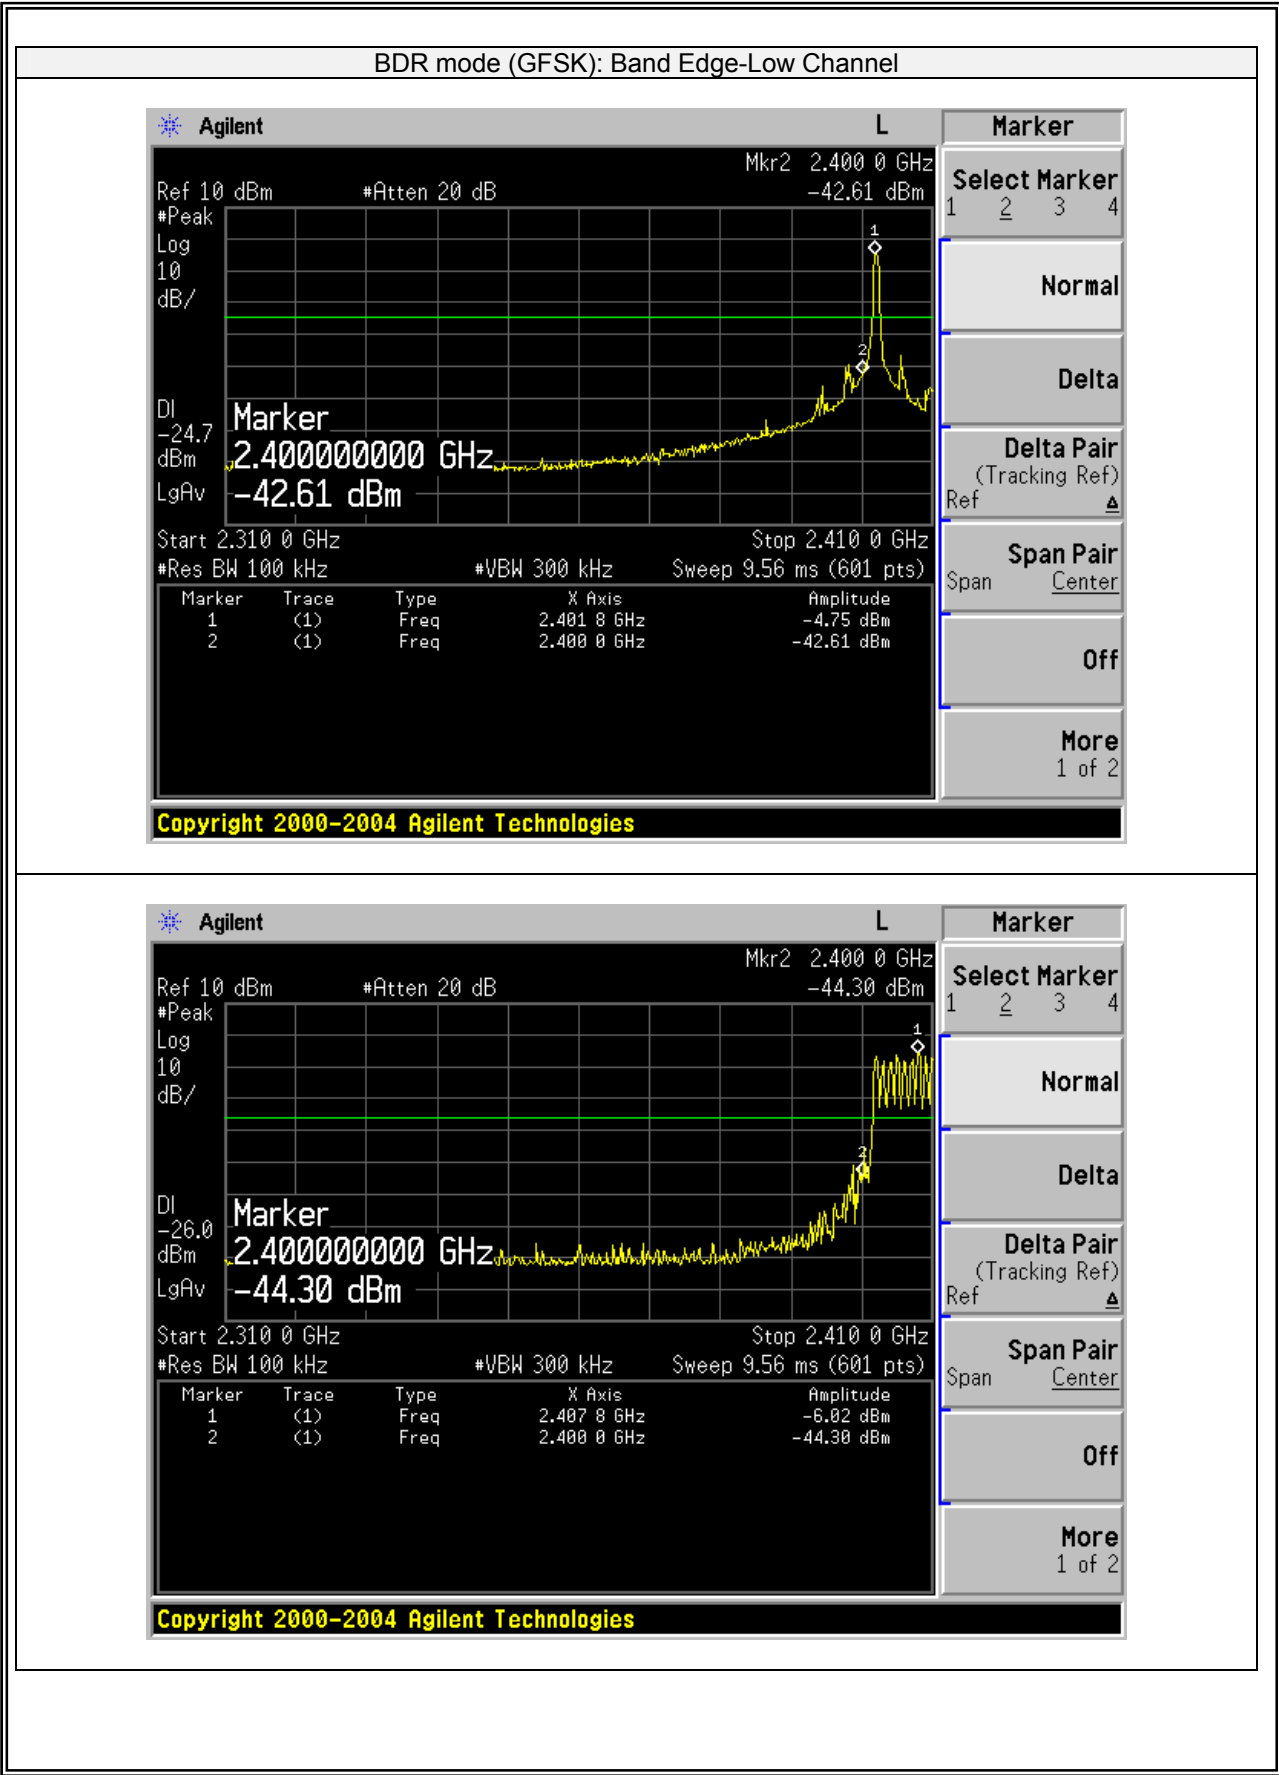 BDR mode (GFSK): Band Edge-Low Channel
Agilent L Marker
Mkr2 2.400 0 GHz
Ref 10 dBm #Atten 20 dB -42.61 dBm
#Peak
Log
10
dB/
1
2
DI
-24.7
dBm
LgAv
Marker
2.400000000 GHz
-42.61 dBm
Start 2.310 0 GHz Stop 2.410 0 GHz
#Res BW 100 kHz #VBW 300 kHz Sweep 9.56 ms (601 pts)
Marker Trace Type X Axis Amplitude
1 (1) Freq 2.401 8 GHz -4.75 dBm
2 (1) Freq 2.400 0 GHz -42.61 dBm
Select Marker
1 2 3 4
Normal
Delta
Delta Pair
(Tracking Ref)
Ref Δ
Span Pair
Span Center
Off
More
1 of 2
Copyright 2000-2004 Agilent Technologies
Agilent L Marker
Mkr2 2.400 0 GHz
Ref 10 dBm #Atten 20 dB -44.30 dBm
#Peak
Log
10
dB/
1
2
DI
-26.0
dBm
LgAv
Marker
2.400000000 GHz
-44.30 dBm
Start 2.310 0 GHz Stop 2.410 0 GHz
#Res BW 100 kHz #VBW 300 kHz Sweep 9.56 ms (601 pts)
Marker Trace Type X Axis Amplitude
1 (1) Freq 2.407 8 GHz -6.02 dBm
2 (1) Freq 2.400 0 GHz -44.30 dBm
Select Marker
1 2 3 4
Normal
Delta
Delta Pair
(Tracking Ref)
Ref Δ
Span Pair
Span Center
Off
More
1 of 2
Copyright 2000-2004 Agilent Technologies